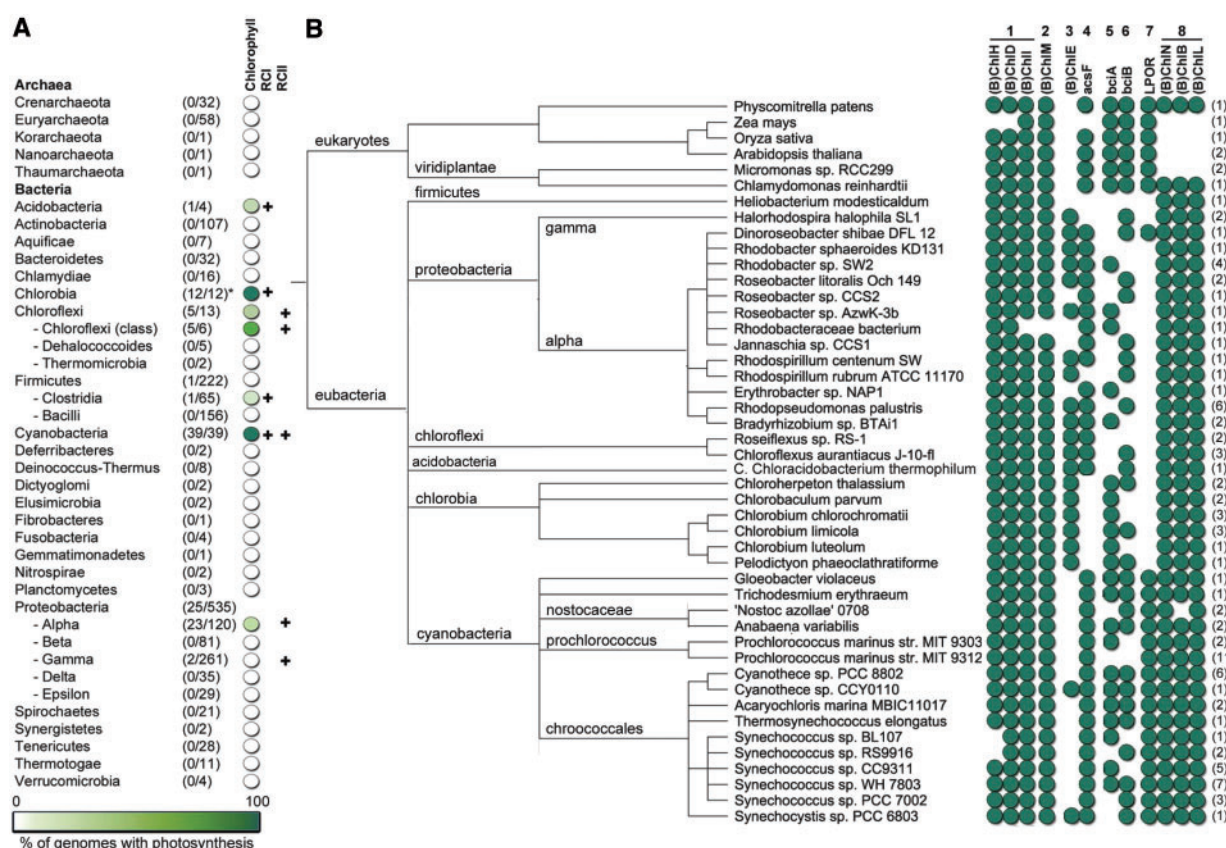 A
B
Chlorophyll
RCI
RCII
Archaea
Crenarchaeota (0/32)
Euryarchaeota (0/58)
Korarchaeota (0/1)
Nanoarchaeota (0/1)
Thaumarchaeota (0/1)
Bacteria
Acidobacteria (1/4) +
Actinobacteria (0/107)
Aquificae (0/7)
Bacteroidetes (0/32)
Chlamydiae (0/16)
Chlorobia (12/12)* +
Chloroflexi (5/13) +
- Chloroflexi (class) (5/6) +
- Dehalococcoides (0/5)
- Thermomicrobia (0/2)
Firmicutes (1/222)
- Clostridia (1/65) +
- Bacilli (0/156)
Cyanobacteria (39/39) + +
Deferribacteres (0/2)
Deinococcus-Thermus (0/8)
Dictyoglomi (0/2)
Elusimicrobia (0/2)
Fibrobacteres (0/1)
Fusobacteria (0/4)
Gemmatimonadetes (0/1)
Nitrospirae (0/2)
Planctomycetes (0/3)
Proteobacteria (25/535)
- Alpha (23/120) +
- Beta (0/81)
- Gamma (2/261) +
- Delta (0/35)
- Epsilon (0/29)
Spirochaetes (0/21)
Synergistetes (0/2)
Tenericutes (0/28)
Thermotogae (0/11)
Verrucomicrobia (0/4)
0 100
% of genomes with photosynthesis
eukaryotes
viridiplantae
firmicutes
gamma
proteobacteria
alpha
eubacteria
chloroflexi
acidobacteria
chlorobia
nostocaceae
cyanobacteria
prochlorococcus
chroococcales
1 2 3 4 5 6 7 8
(B)ChlH
(B)ChlD
(B)ChlI
(B)ChlM
(B)ChlE
acsF
bciA
bciB
LPOR
(B)ChlN
(B)ChlB
(B)ChlL
Physcomitrella patens (1)
Zea mays (1)
Oryza sativa (1)
Arabidopsis thaliana (2)
Micromonas sp. RCC299 (2)
Chlamydomonas reinhardtii (1)
Heliobacterium modesticaldum (1)
Halorhodospira halophila SL1 (2)
Dinoroseobacter shibae DFL 12 (1)
Rhodobacter sphaeroides KD131 (1)
Rhodobacter sp. SW2 (4)
Roseobacter litoralis Och 149 (2)
Roseobacter sp. CCS2 (1)
Roseobacter sp. AzwK-3b (1)
Rhodobacteraceae bacterium (1)
Jannaschia sp. CCS1 (1)
Rhodospirillum centenum SW (1)
Rhodospirillum rubrum ATCC 11170 (1)
Erythrobacter sp. NAP1 (1)
Rhodopseudomonas palustris (6)
Bradyrhizobium sp. BTAi1 (2)
Roseiflexus sp. RS-1 (1)
Chloroflexus aurantiacus J-10-fl (3)
C. Chloracidobacterium thermophilum (1)
Chloroherpeton thalassium (2)
Chlorobaculum parvum (2)
Chlorobium chlorochromatii (3)
Chlorobium limicola (3)
Chlorobium luteolum (1)
Pelodictyon phaeoclathratiforme (1)
Gloeobacter violaceus (1)
Trichodesmium erythraeum (1)
'Nostoc azollae' 0708 (2)
Anabaena variabilis (2)
Prochlorococcus marinus str. MIT 9303 (2)
Prochlorococcus marinus str. MIT 9312
Cyanothece sp. PCC 8802 (6)
Cyanothece sp. CCY0110 (1)
Acaryochloris marina MBIC11017 (2)
Thermosynechococcus elongatus (1)
Synechococcus sp. BL107 (1)
Synechococcus sp. RS9916 (2)
Synechococcus sp. CC9311 (5)
Synechococcus sp. WH 7803 (7)
Synechococcus sp. PCC 7002 (3)
Synechocystis sp. PCC 6803 (1)